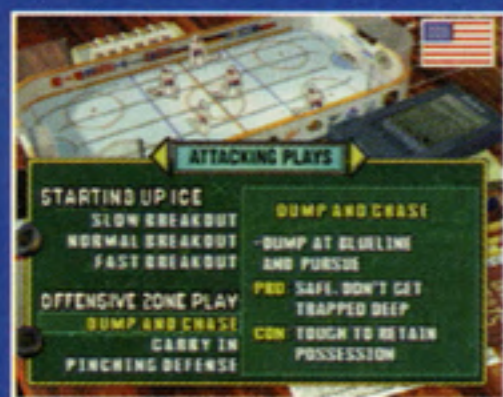 ATTACKING PLAYS
STARTING UP ICE
SLOW BREAKOUT
NORMAL BREAKOUT
FAST BREAKOUT
OFFENSIVE ZONE PLAY
DUMP AND CHASE
CARRY IN
PINCHING DEFENSE
DUMP AND CHASE
-DUMP AT BLUELINE
AND PURSUE
PRO: SAFE. DON'T GET
TRAPPED DEEP
CON: TOUGH TO RETAIN
POSSESSION